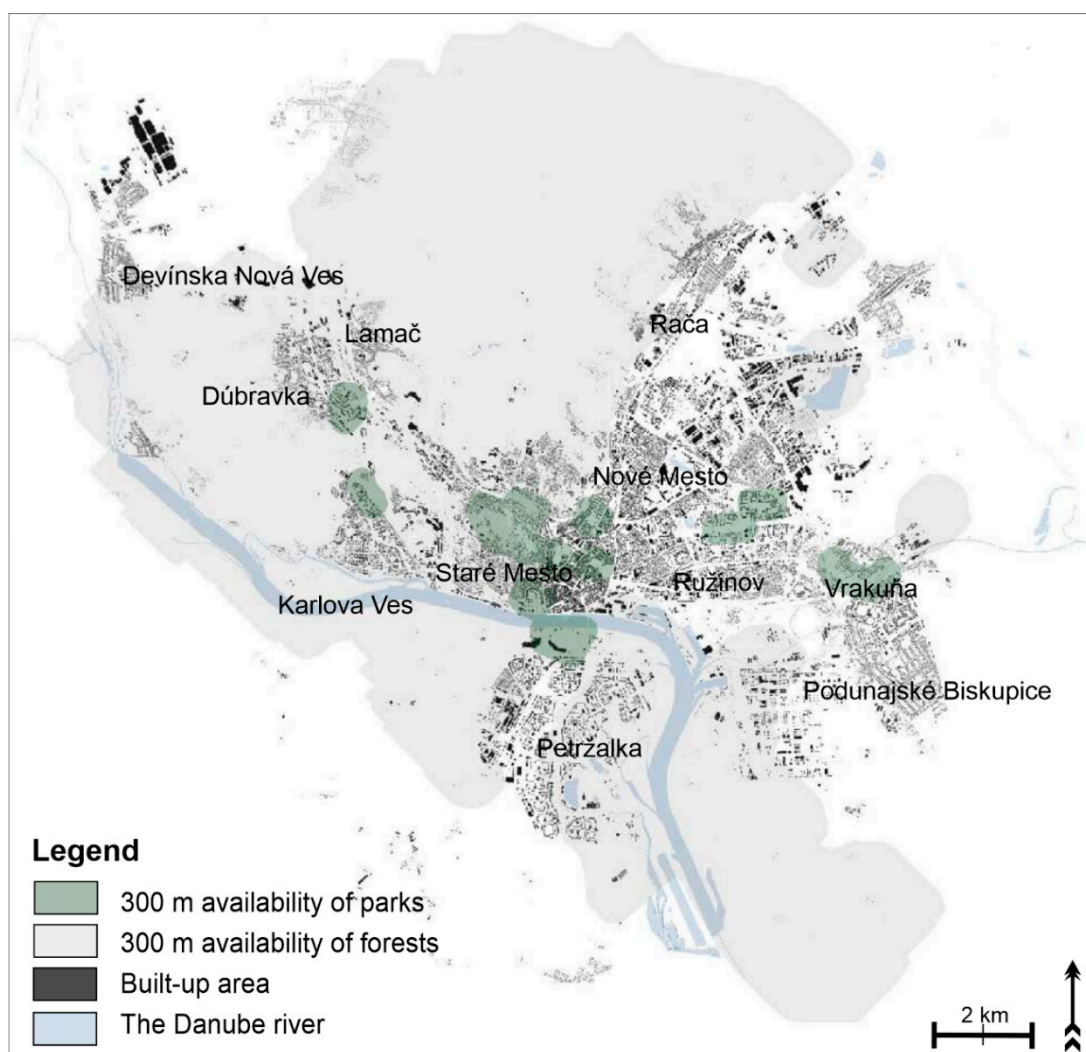 Devínska Nová Ves
Lamač
Rača
Dúbravka
Nové Mesto
Staré Mesto
Ružinov
Vrakuňa
Karlova Ves
Podunajské Biskupice
Petržalka
Legend
300 m availability of parks
300 m availability of forests
Built-up area
The Danube river
2 km